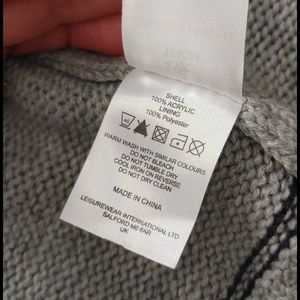 SHELL
100% ACRYLIC
LINING
100% Polyester
WARM WASH WITH SIMILAR COLOURS
DO NOT BLEACH
DO NOT TUMBLE DRY
COOL IRON ON REVERSE
DO NOT DRY CLEAN
MADE IN CHINA
LEISUREWEAR INTERNATIONAL LTD
SALFORD M6 6AR
UK